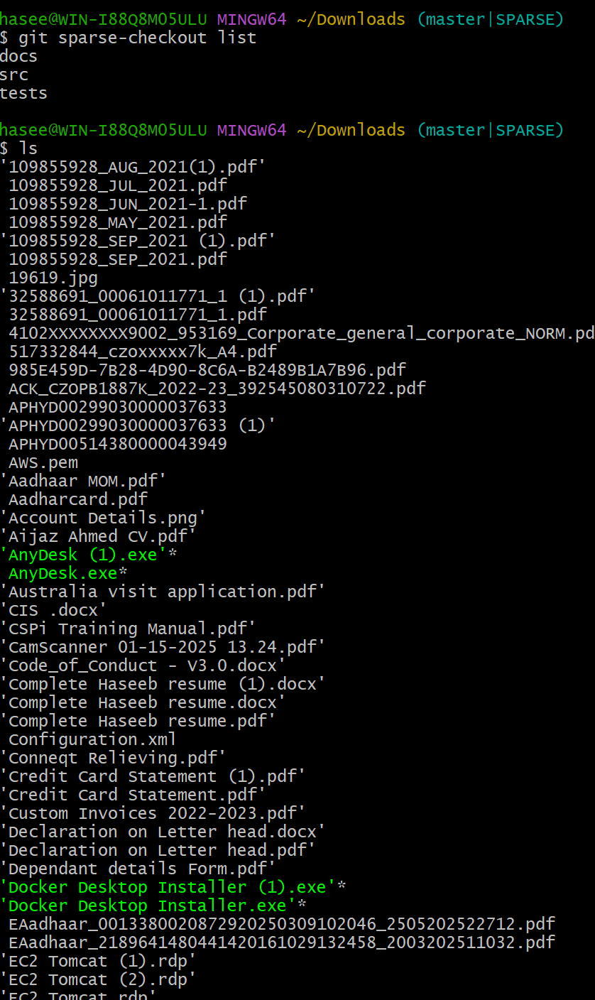 hasee@WIN-I88Q8MO5ULU MINGW64 ~/Downloads (master|SPARSE)
$ git sparse-checkout list
docs
src
tests
hasee@WIN-I88Q8MO5ULU MINGW64 ~/Downloads (master|SPARSE)
$ ls
'109855928_AUG_2021(1).pdf'
109855928_JUL_2021.pdf
109855928_JUN_2021-1.pdf
109855928_MAY_2021.pdf
'109855928_SEP_2021 (1).pdf'
109855928_SEP_2021.pdf
19619.jpg
'32588691_00061011771_1 (1).pdf'
32588691_00061011771_1.pdf
4102XXXXXXXX9002_953169_Corporate_general_corporate_NORM.pd
517332844_czoxxxxx7k_A4.pdf
985E459D-7B28-4D90-8C6A-B2489B1A7B96.pdf
ACK_CZOPB1887K_2022-23_392545080310722.pdf
APHYD00299030000037633
'APHYD00299030000037633 (1)'
APHYD00514380000043949
AWS.pem
'Aadhaar MOM.pdf'
Aadharcard.pdf
'Account Details.png'
'Aijaz Ahmed CV.pdf'
'AnyDesk (1).exe'*
AnyDesk.exe*
'Australia visit application.pdf'
'CIS .docx'
'CSPi Training Manual.pdf'
'CamScanner 01-15-2025 13.24.pdf'
'Code_of_Conduct - V3.0.docx'
'Complete Haseeb resume (1).docx'
'Complete Haseeb resume.docx'
'Complete Haseeb resume.pdf'
Configuration.xml
'Conneqt Relieving.pdf'
'Credit Card Statement (1).pdf'
'Credit Card Statement.pdf'
'Custom Invoices 2022-2023.pdf'
'Declaration on Letter head.docx'
'Declaration on Letter head.pdf'
'Dependant details Form.pdf'
'Docker Desktop Installer (1).exe'*
'Docker Desktop Installer.exe'*
EAadhaar_0013380020872920250309102046_2505202522712.pdf
EAadhaar_2189641480441420161029132458_2003202511032.pdf
'EC2 Tomcat (1).rdp'
'EC2 Tomcat (2).rdp'
'EC2 Tomcat.rdp'